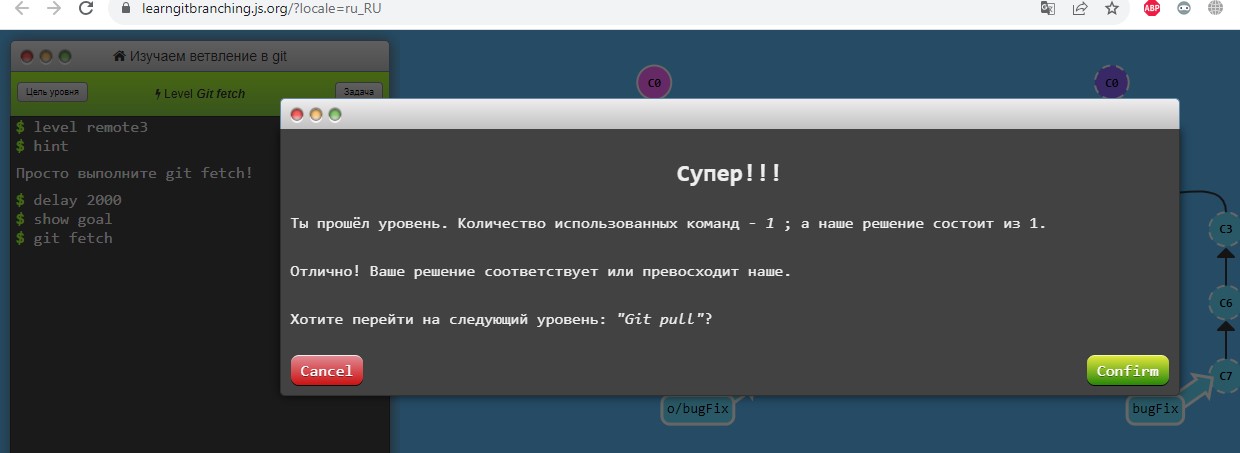 learngitbranching.js.org/?locale=ru_RU
ABP
Изучаем ветвление в git
Цель уровня
Level Git fetch
Задача
$ level remote3
$ hint
Просто выполните git fetch!
$ delay 2000
$ show goal
$ git fetch
C0
C0
Супер!!!
Ты прошёл уровень. Количество использованных команд - 1 ; а наше решение состоит из 1.
Отлично! Ваше решение соответствует или превосходит наше.
Хотите перейти на следующий уровень: "Git pull"?
Cancel
Confirm
C3
C6
C7
o/bugFix
bugFix